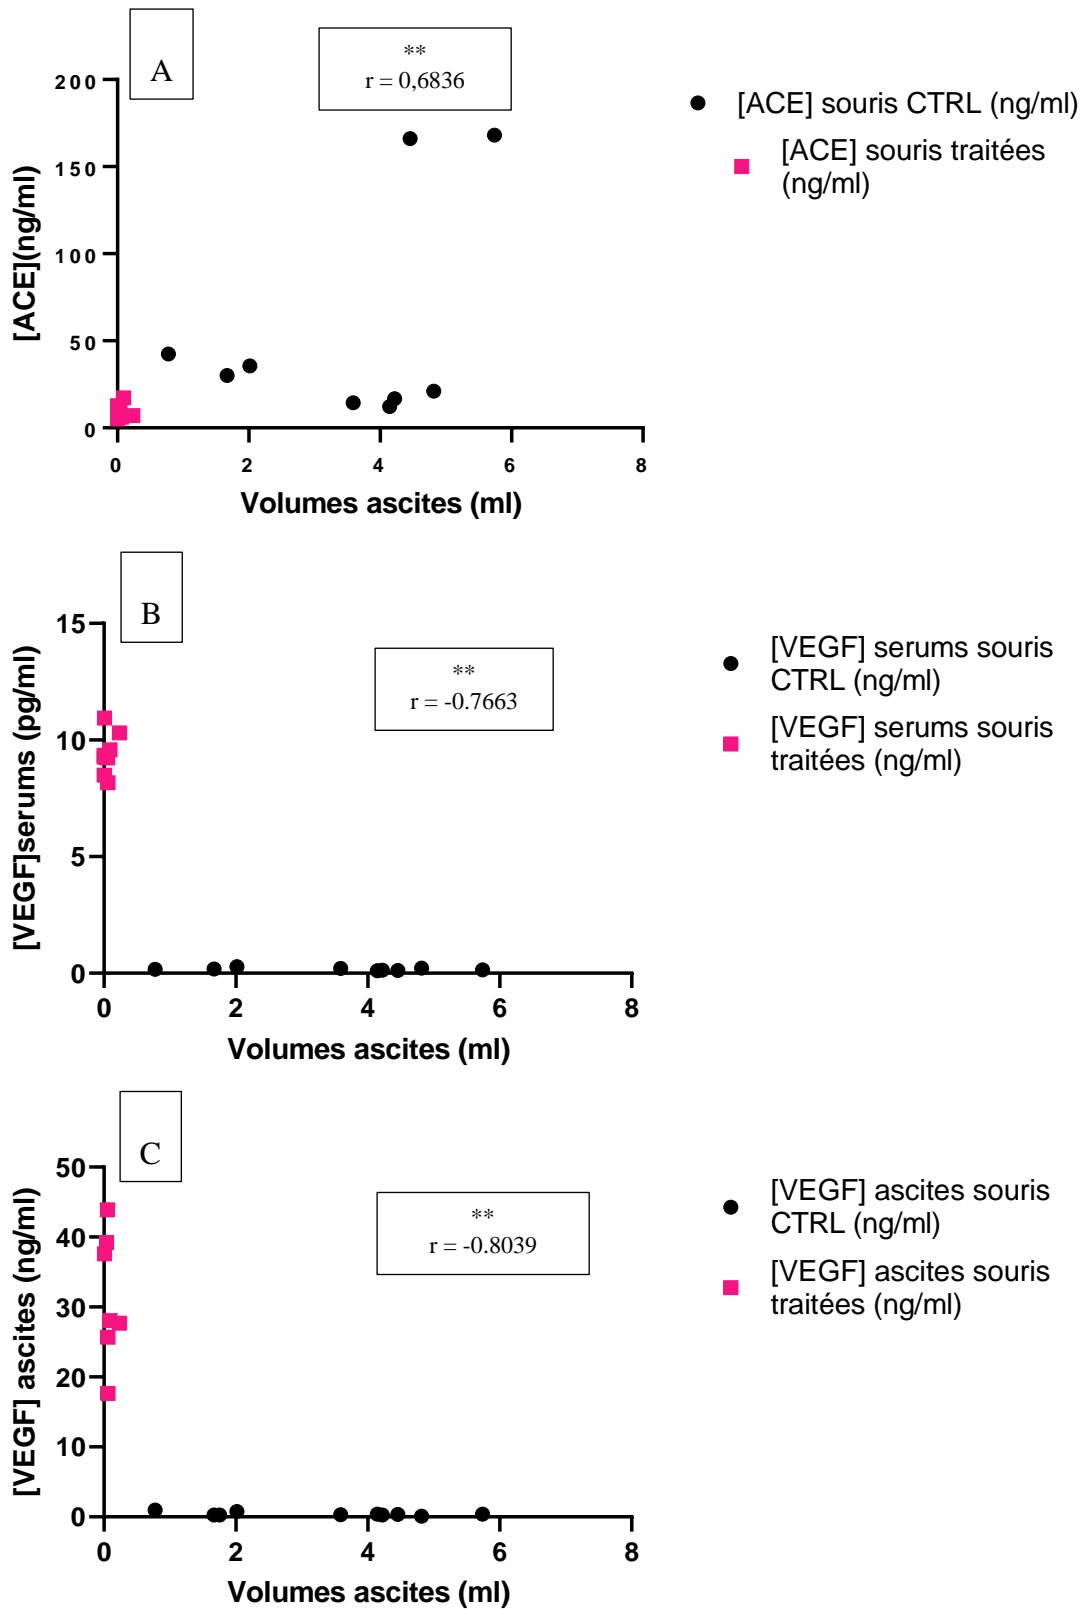 A
**
r = 0,6836
[ACE] souris CTRL (ng/ml)
[ACE] souris traitées
(ng/ml)
[ACE](ng/ml)
200
150
100
50
0
0 2 4 6 8
Volumes ascites (ml)
B
**
r = -0.7663
[VEGF] serums souris
CTRL (ng/ml)
[VEGF] serums souris
traitées (ng/ml)
[VEGF]serums (pg/ml)
15
10
5
0
0 2 4 6 8
Volumes ascites (ml)
C
**
r = -0.8039
[VEGF] ascites souris
CTRL (ng/ml)
[VEGF] ascites souris
traitées (ng/ml)
[VEGF] ascites (ng/ml)
50
40
30
20
10
0
0 2 4 6 8
Volumes ascites (ml)